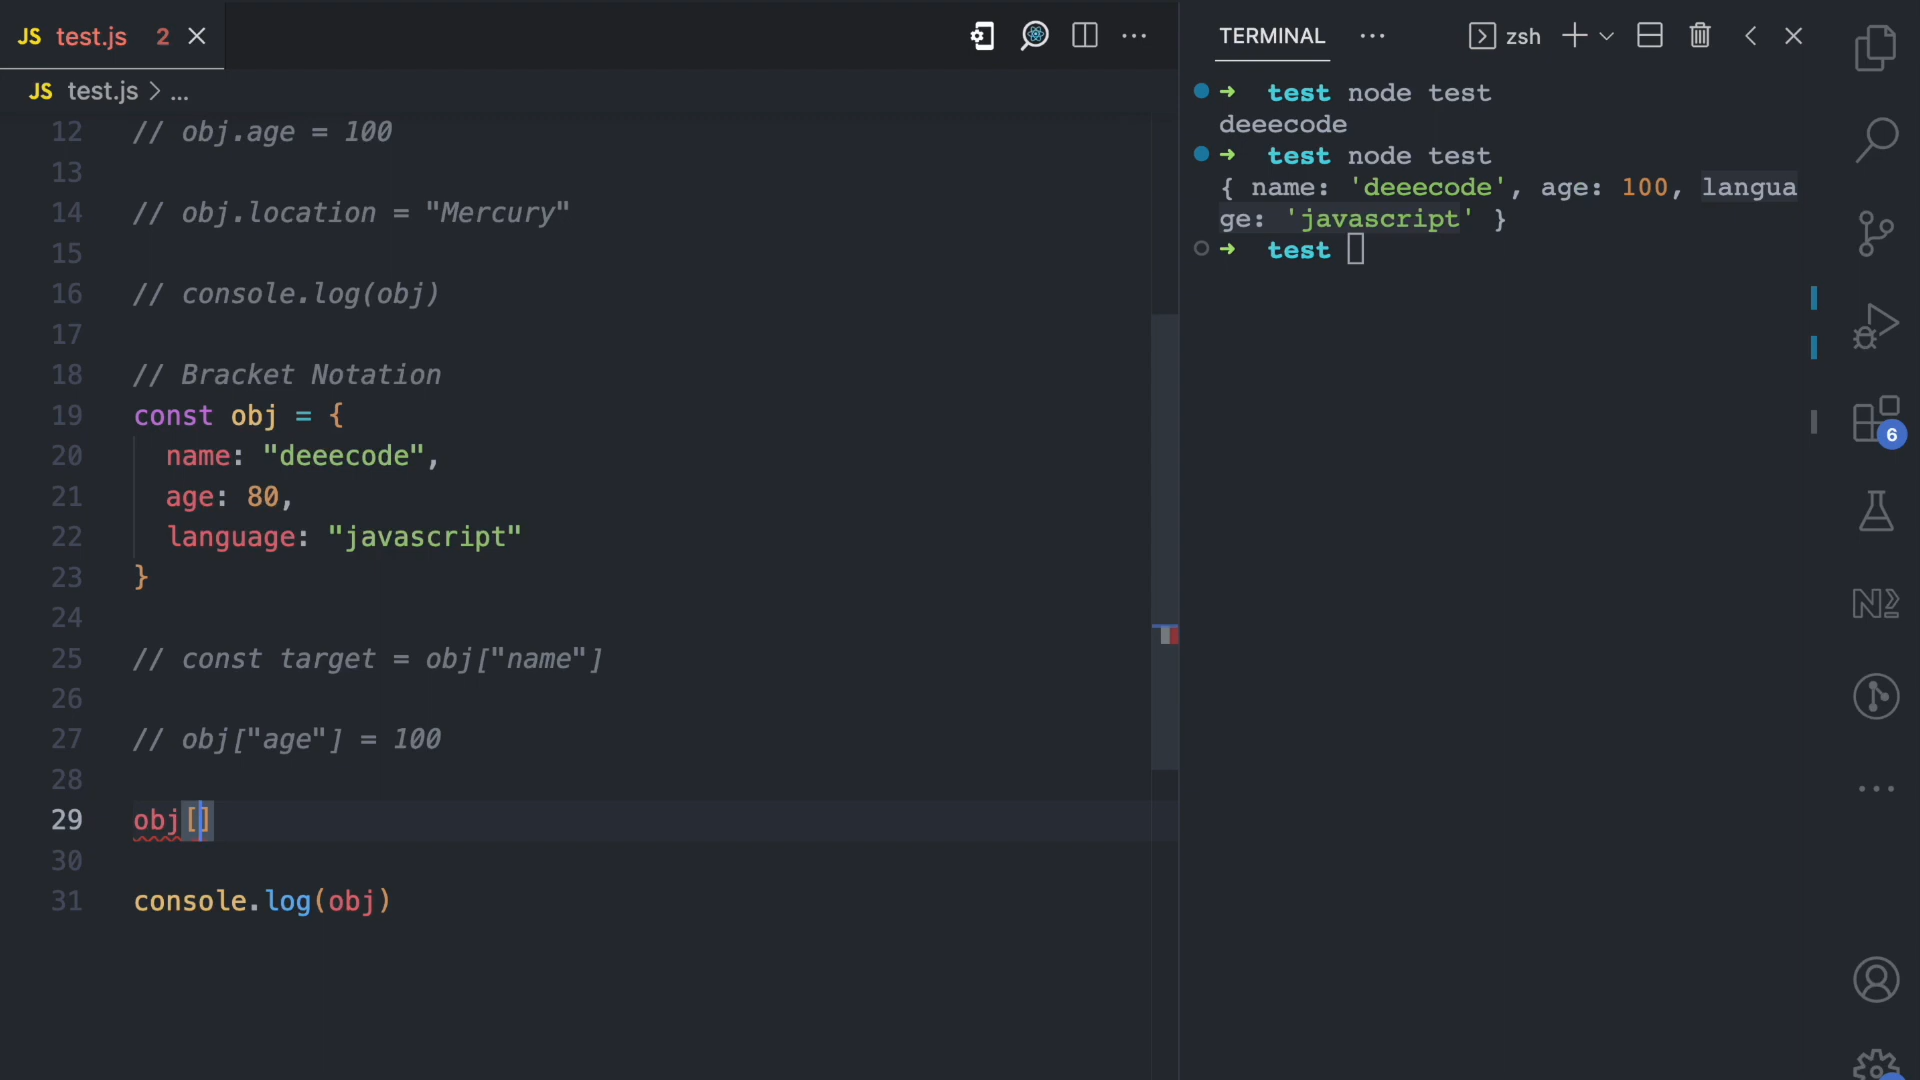 JS test.js 2
JS test.js > ...
12 // obj.age = 100
13
14 // obj.location = "Mercury"
15
16 // console.log(obj)
17
18 // Bracket Notation
19 const obj = {
20 name: "deeecode",
21 age: 80,
22 language: "javascript"
23 }
24
25 // const target = obj["name"]
26
27 // obj["age"] = 100
28
29 obj[]
30
31 console.log(obj)
TERMINAL ... zsh
➜ test node test
deeecode
➜ test node test
{ name: 'deeecode', age: 100, langua
ge: 'javascript' }
➜ test
6